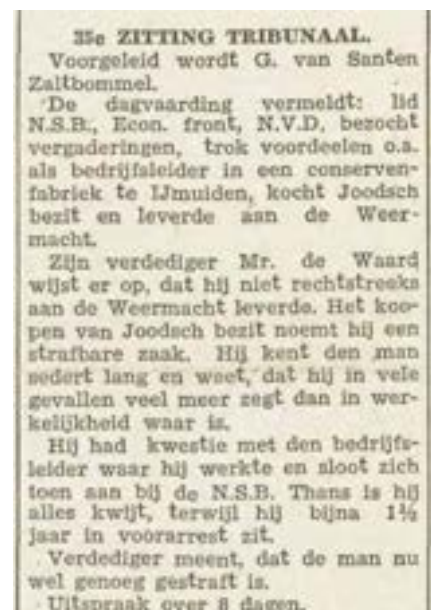 35e ZITTING TRIBUNAAL.
Voorgeleid wordt G. van Santen
Zaltbommel.
De dagvaarding vermeldt: lid
N.S.B., Econ. front, N.V.D. bezocht
vergaderingen, trok voordeelen o.a.
als bedrijfsleider in een conserven-
fabriek te IJmuiden, kocht Joodsch
bezit en leverde aan de Weer-
macht.
Zijn verdediger Mr. de Waard
wijst er op, dat hij niet rechtstreeks
aan de Weermacht leverde. Het koo-
pen van Joodsch bezit noemt hij een
strafbare zaak. Hij kent den man
sedert lang en weet, dat hij in vele
gevallen veel meer zegt dan in wer-
kelijkheid waar is.
Hij had kwestie met den bedrijfs-
leider waar hij werkte en sloot zich
toen aan bij de N.S.B. Thans is hij
alles kwijt, terwijl hij bijna 1½
jaar in voorarrest zit.
Verdediger meent, dat de man nu
wel genoeg gestraft is.
Uitspraak over 8 dagen.